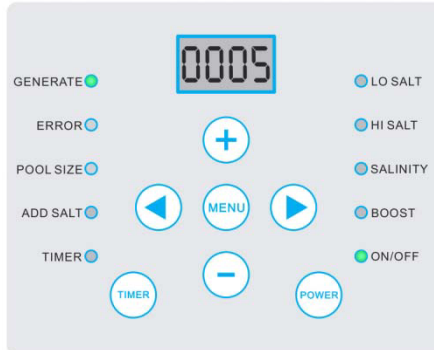 0005
GENERATE
LO SALT
ERROR
HI SALT
POOL SIZE
SALINITY
MENU
ADD SALT
BOOST
TIMER
ON/OFF
TIMER
POWER